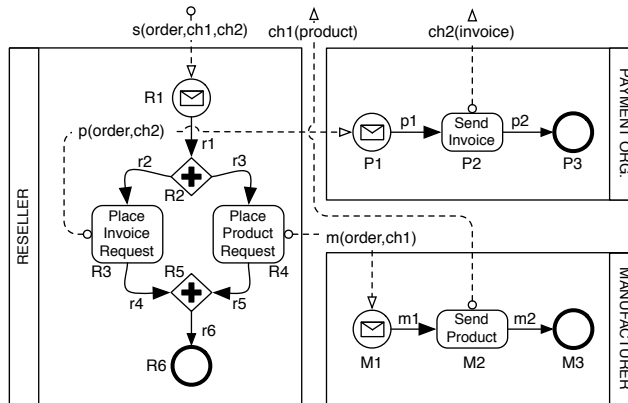 s(order,ch1,ch2)
ch1(product)
ch2(invoice)
RESELLER
R1
p(order,ch2)
r1
r2
r3
R2
Place
Invoice
Request
R3
Place
Product
Request
R4
R5
r4
r5
r6
R6
m(order,ch1)
PAYMENT ORG.
P1
p1
Send
Invoice
P2
p2
P3
MANUFACTURER
M1
m1
Send
Product
M2
m2
M3